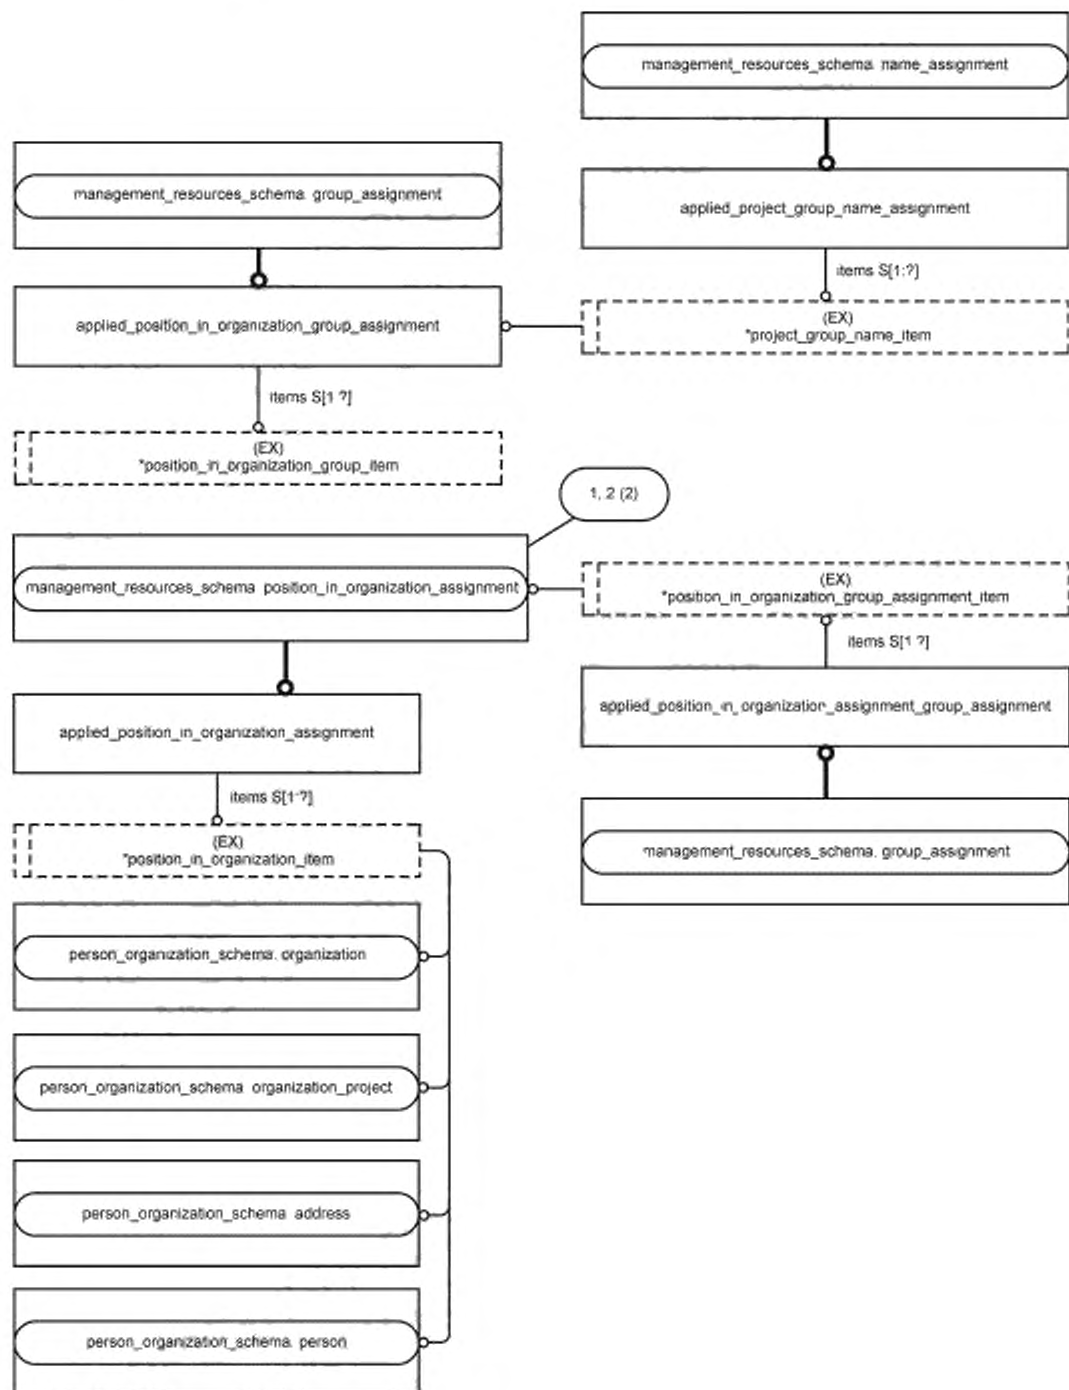 management_resources_schema. name_assignment
management_resources_schema. group_assignment
applied_project_group_name_assignment
items S[1:?]
applied_position_in_organization_group_assignment
(EX)
*project_group_name_item
items S[1 ?]
(EX)
*position_in_organization_group_item
1, 2 (2)
management_resources_schema position_in_organization_assignment
(EX)
*position_in_organization_group_assignment_item
items S[1 ?]
applied_position_in_organization_assignment_group_assignment
applied_position_in_organization_assignment
items S[1:?]
(EX)
*position_in_organization_item
management_resources_schema. group_assignment
person_organization_schema. organization
person_organization_schema organization_project
person_organization_schema address
person_organization_schema. person